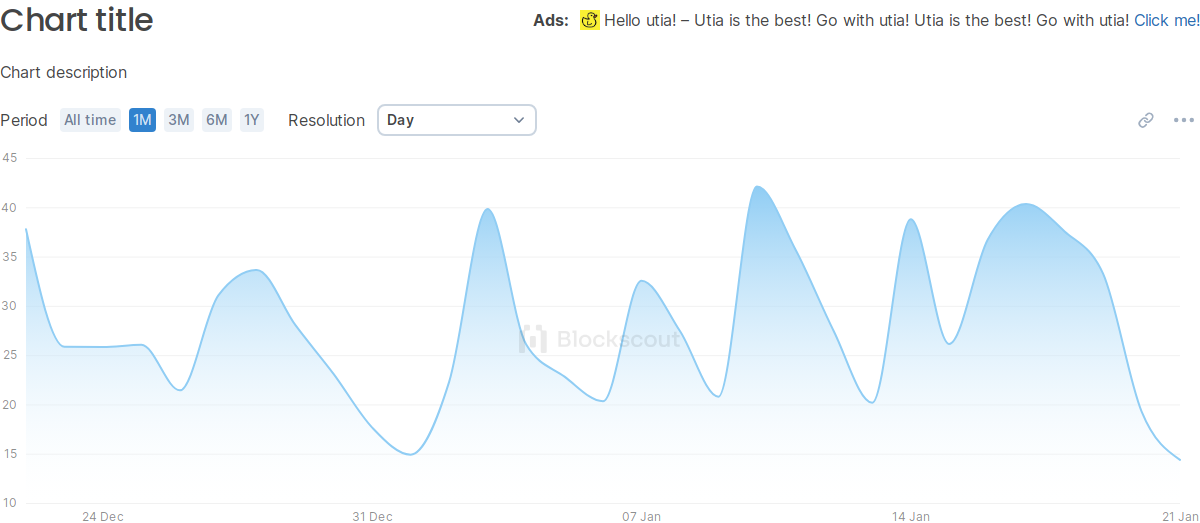 Chart title
Ads: Hello utia! – Utia is the best! Go with utia! Utia is the best! Go with utia! Click me!
Chart description
Period All time 1M 3M 6M 1Y Resolution Day
45
40
35
30
25
20
15
10
Blockscout
24 Dec 31 Dec 07 Jan 14 Jan 21 Jan